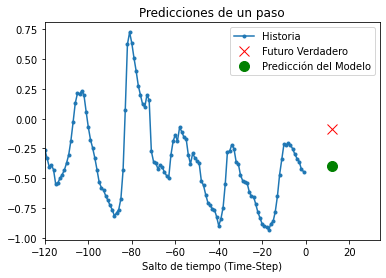 Predicciones de un paso
Historia
Futuro Verdadero
Predicción del Modelo
0.75
0.50
0.25
0.00
−0.25
−0.50
−0.75
−1.00
−120 −100 −80 −60 −40 −20 0 20
Salto de tiempo (Time-Step)